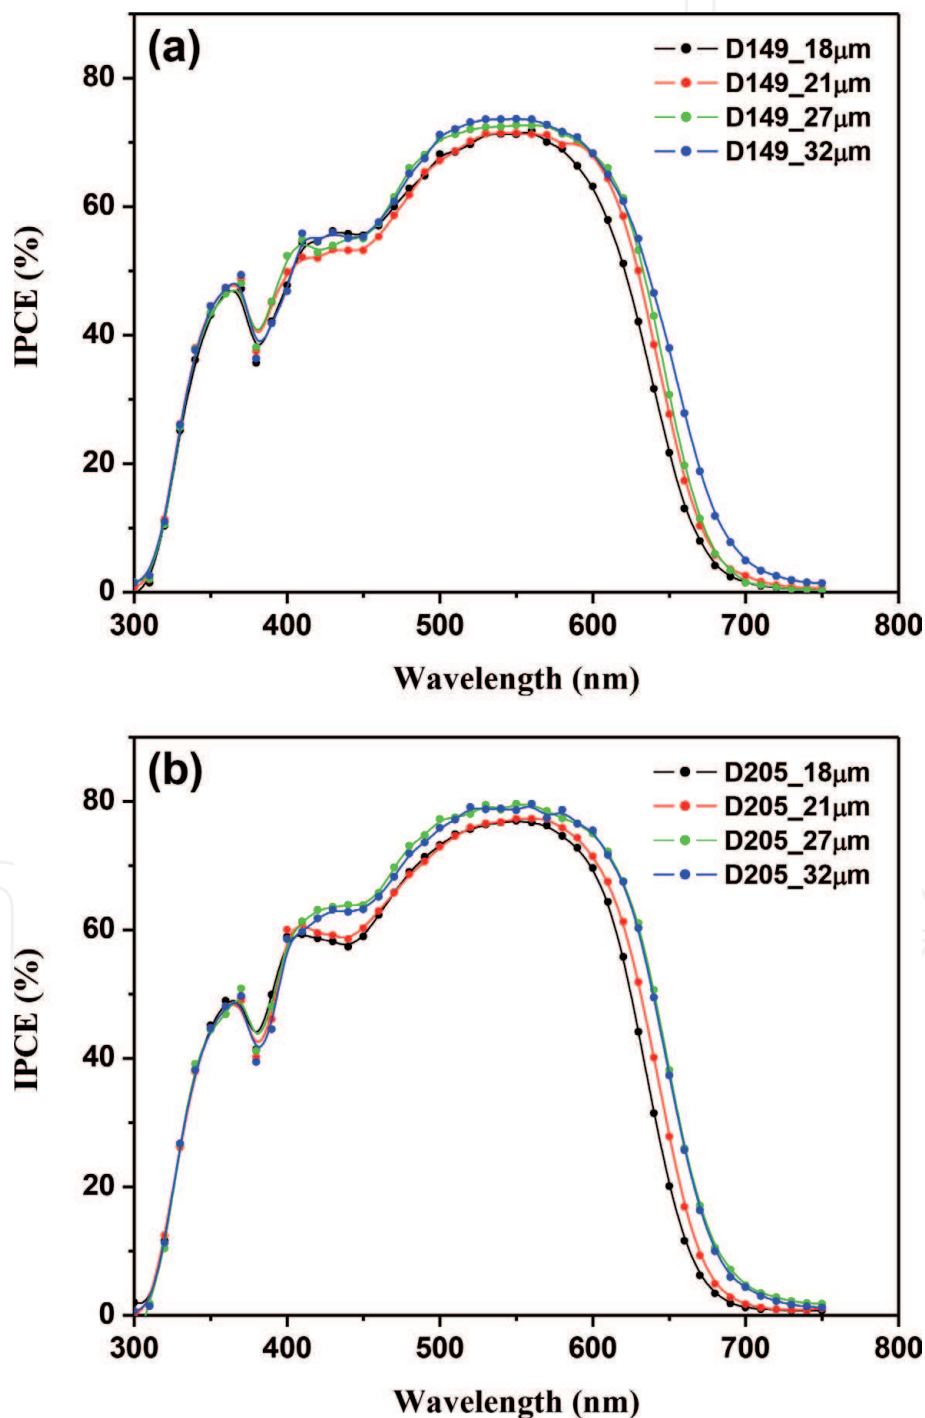 (a)
D149_18μm
D149_21μm
D149_27μm
D149_32μm
80
60
40
20
0
IPCE (%)
300 400 500 600 700 800
Wavelength (nm)
(b)
D205_18μm
D205_21μm
D205_27μm
D205_32μm
80
60
40
20
0
IPCE (%)
300 400 500 600 700 800
Wavelength (nm)